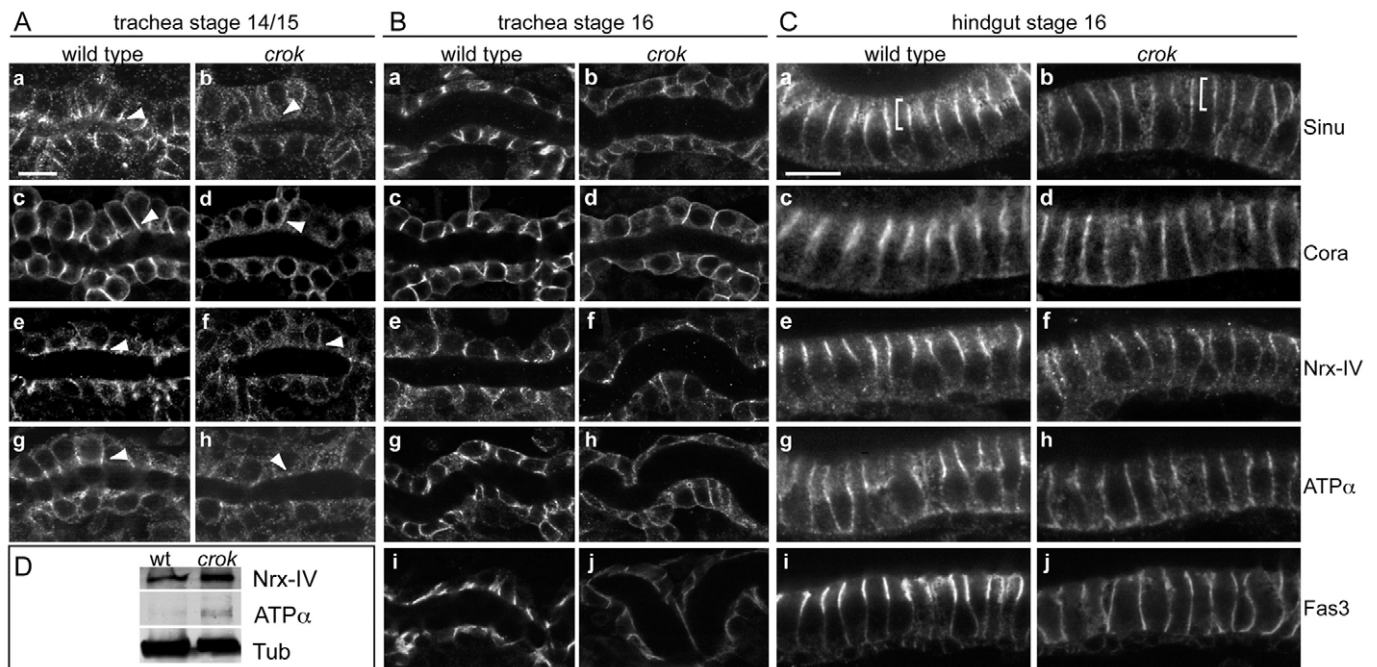 A trachea stage 14/15 B trachea stage 16 C hindgut stage 16
wild type crok wild type crok wild type crok
a b a b a b Sinu
c d c d c d Cora
e f e f e f Nrx-IV
g h g h g h ATPα
i j i j Fas3
D wt crok
Nrx-IV
ATPα
Tub